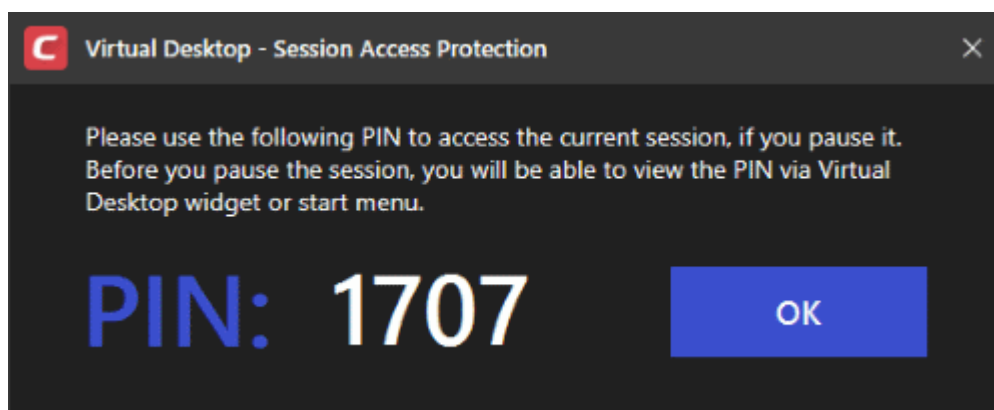 C Virtual Desktop - Session Access Protection
Please use the following PIN to access the current session, if you pause it.
Before you pause the session, you will be able to view the PIN via Virtual
Desktop widget or start menu.
PIN: 1707 OK